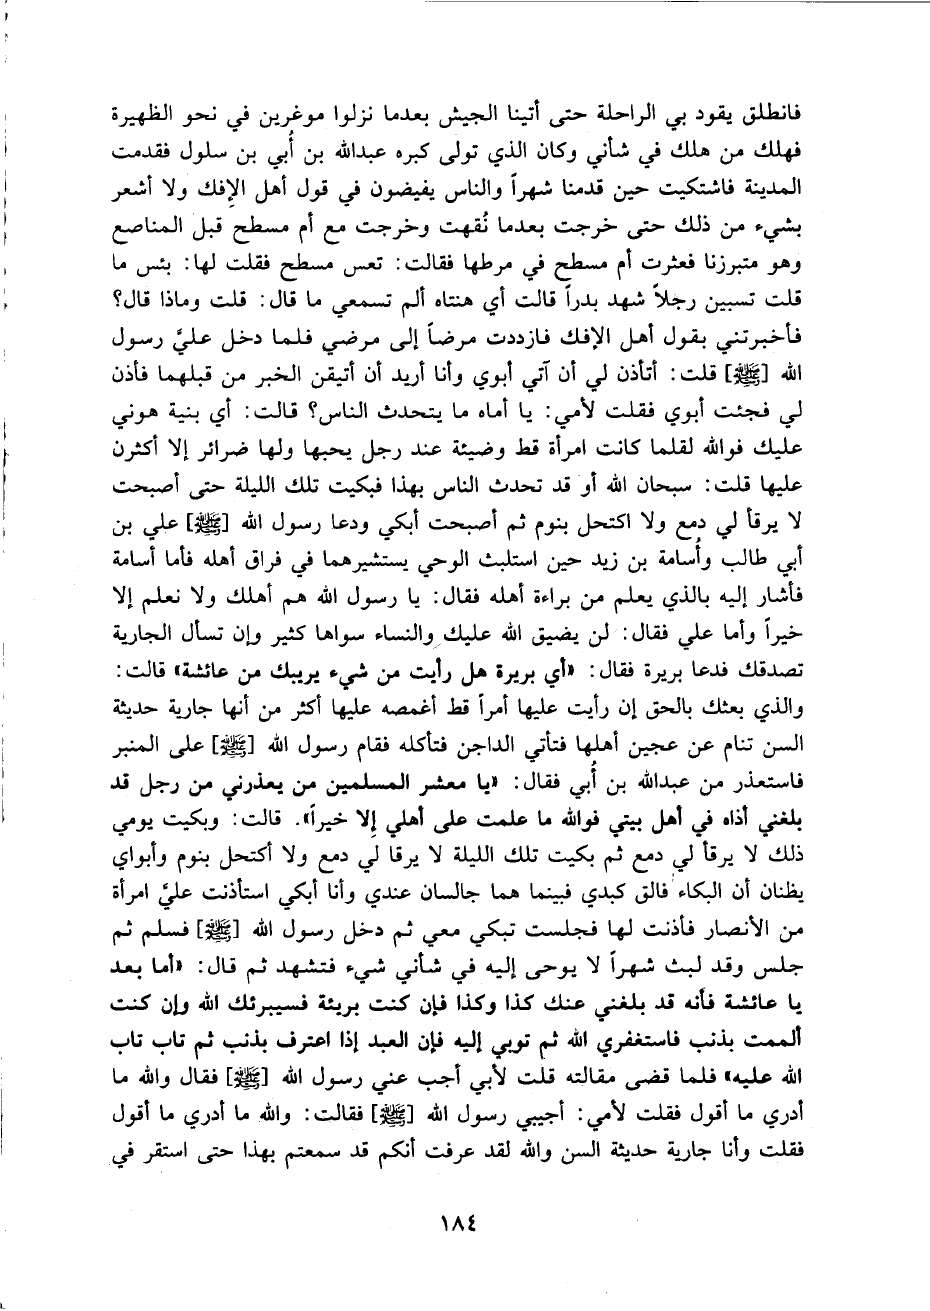 فانطلق يقود بي الراحلة حتى أتينا الجيش بعدما نزلوا موغرين في نحو الظهيرة
فهلك من هلك في شأني وكان الذي تولى كبره عبدالله بن أُبي بن سلول فقدمت
المدينة فاشتكيت حين قدمنا شهراً والناس يفيضون في قول أهل الإِفك ولا أشعر
بشيء من ذلك حتى خرجت بعدما نُقهت وخرجت مع أم مسطح قبل المناصع
وهو متبرزنا فعثرت أم مسطح في مرطها فقالت: تعس مسطح فقلت لها: بئس ما
قلت تسبين رجلاً شهد بدراً قالت أي هنتاه ألم تسمعي ما قال: قلت وماذا قال؟
فأخبرتني بقول أهل الإفك فازددت مرضاً إلى مرضي فلما دخل عليَّ رسول
الله [ﷺ] قلت: أتأذن لي أن آتي أبوي وأنا أريد أن أتيقن الخبر من قبلهما فأذن
لي فجئت أبوي فقلت لأمي: يا أماه ما يتحدث الناس؟ قالت: أي بنية هوني
عليك فوالله لقلما كانت امرأة قط وضيئة عند رجل يحبها ولها ضرائر إلا أكثرن
عليها قلت: سبحان الله أو قد تحدث الناس بهذا فبكيت تلك الليلة حتى أصبحت
لا يرقأ لي دمع ولا اكتحل بنوم ثم أصبحت أبكي ودعا رسول الله [ﷺ] علي بن
أبي طالب وأُسامة بن زيد حين استلبث الوحي يستشيرهما في فراق أهله فأما أسامة
فأشار إليه بالذي يعلم من براءة أهله فقال: يا رسول الله هم أهلك ولا نعلم إلا
خيراً وأما علي فقال: لن يضيق الله عليك والنساء سواها كثير وإن تسأل الجارية
تصدقك فدعا بريرة فقال: «أي بريرة هل رأيت من شيء يريبك من عائشة» قالت:
والذي بعثك بالحق إن رأيت عليها أمراً قط أغمصه عليها أكثر من أنها جارية حديثة
السن تنام عن عجين أهلها فتأتي الداجن فتأكله فقام رسول الله [ﷺ] على المنبر
فاستعذر من عبدالله بن أُبي فقال: «يا معشر المسلمين من يعذرني من رجل قد
بلغني أذاه في أهل بيتي فوالله ما علمت على أهلي إِلا خيراً». قالت: وبكيت يومي
ذلك لا يرقأ لي دمع ثم بكيت تلك الليلة لا يرقا لي دمع ولا أكتحل بنوم وأبواي
يظنان أن البكاء فالق كبدي فبينما هما جالسان عندي وأنا أبكي استأذنت عليَّ امرأة
من الأنصار فأذنت لها فجلست تبكي معي ثم دخل رسول الله [ﷺ] فسلم ثم
جلس وقد لبث شهراً لا يوحى إليه في شأني شيء فتشهد ثم قال: «أما بعد
يا عائشة فأنه قد بلغني عنك كذا وكذا فإن كنت بريئة فسيبرئك الله وإن كنت
ألممت بذنب فاستغفري الله ثم توبي إليه فإن العبد إذا اعترف بذنب ثم تاب تاب
الله عليه» فلما قضى مقالته قلت لأبي أجب عني رسول الله [ﷺ] فقال والله ما
أدري ما أقول فقلت لأمي: أجيبي رسول الله [ﷺ] فقالت: والله ما أدري ما أقول
فقلت وأنا جارية حديثة السن والله لقد عرفت أنكم قد سمعتم بهذا حتى استقر في
١٨٤